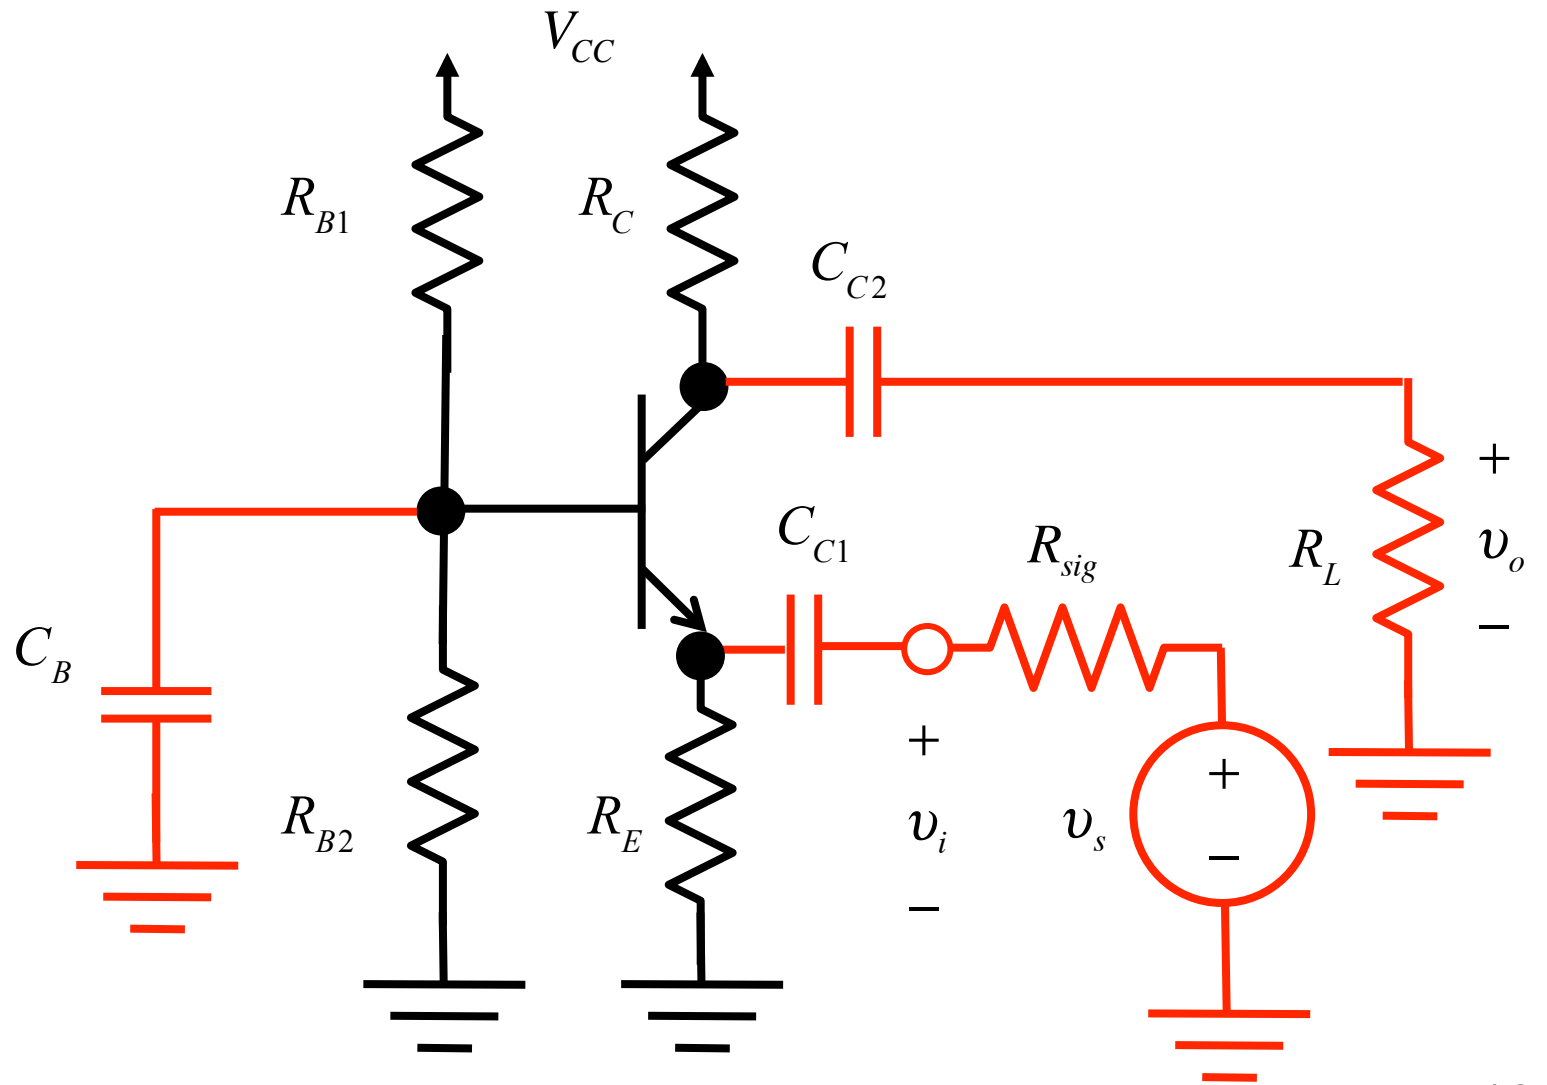 V_CC
R_B1
R_C
C_C2
C_C1
R_sig
R_L
+
υ_o
−
C_B
R_B2
R_E
+
υ_i
−
υ_s
+
−